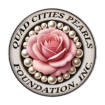 QUAD CITIES PEARLS
FOUNDATION, INC.